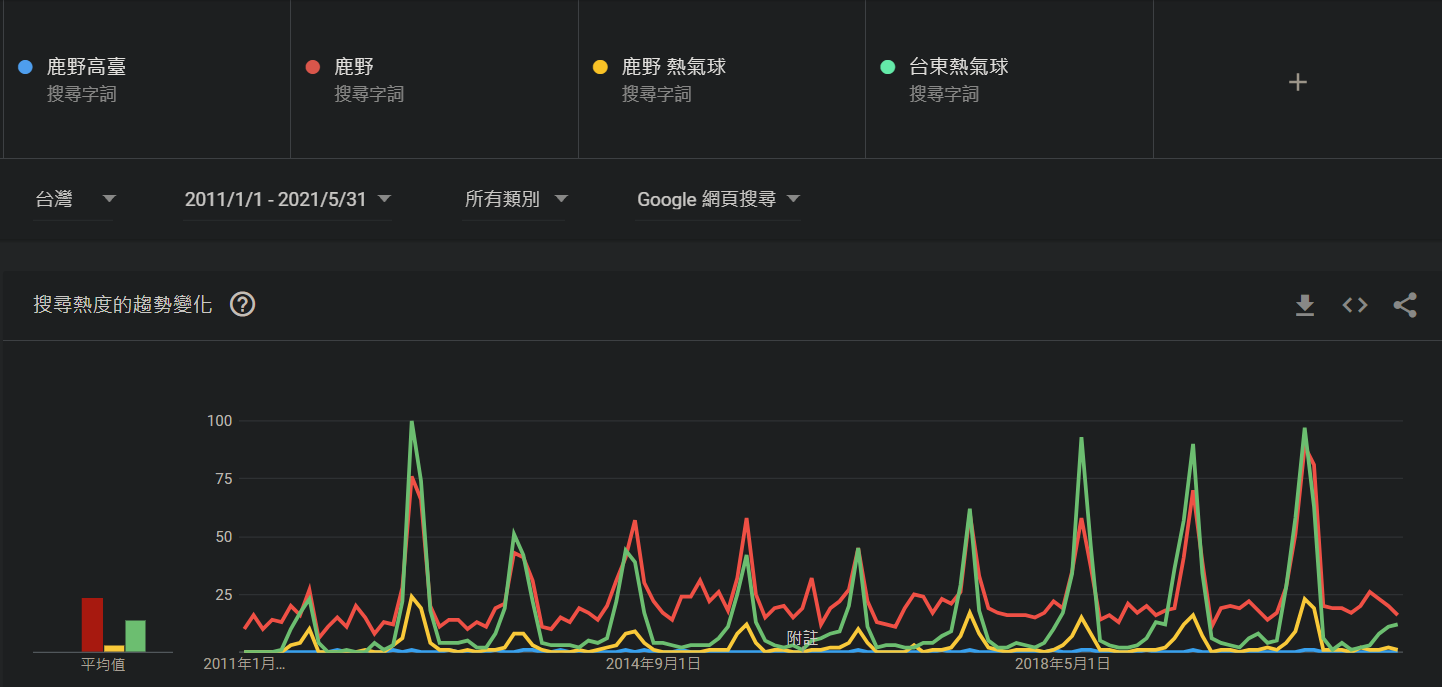 鹿野高臺
搜尋字詞
鹿野
搜尋字詞
鹿野 熱氣球
搜尋字詞
台東熱氣球
搜尋字詞
+
台灣
2011/1/1 - 2021/5/31
所有類別
Google 網頁搜尋
搜尋熱度的趨勢變化
?
100
75
50
25
附註
平均值
2011年1月…
2014年9月1日
2018年5月1日